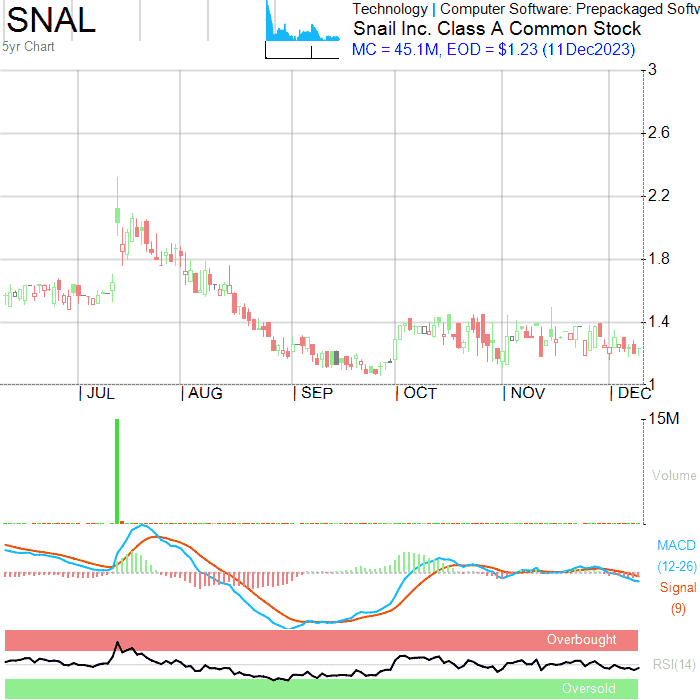 SNAL
5yr Chart
Technology | Computer Software: Prepackaged Softw
Snail Inc. Class A Common Stock
MC = 45.1M, EOD = $1.23 (11Dec2023)
3
2.6
2.2
1.8
1.4
1
JUL AUG SEP OCT NOV DEC
15M
Volume
MACD
(12-26)
Signal
(9)
Overbought
RSI(14)
Oversold